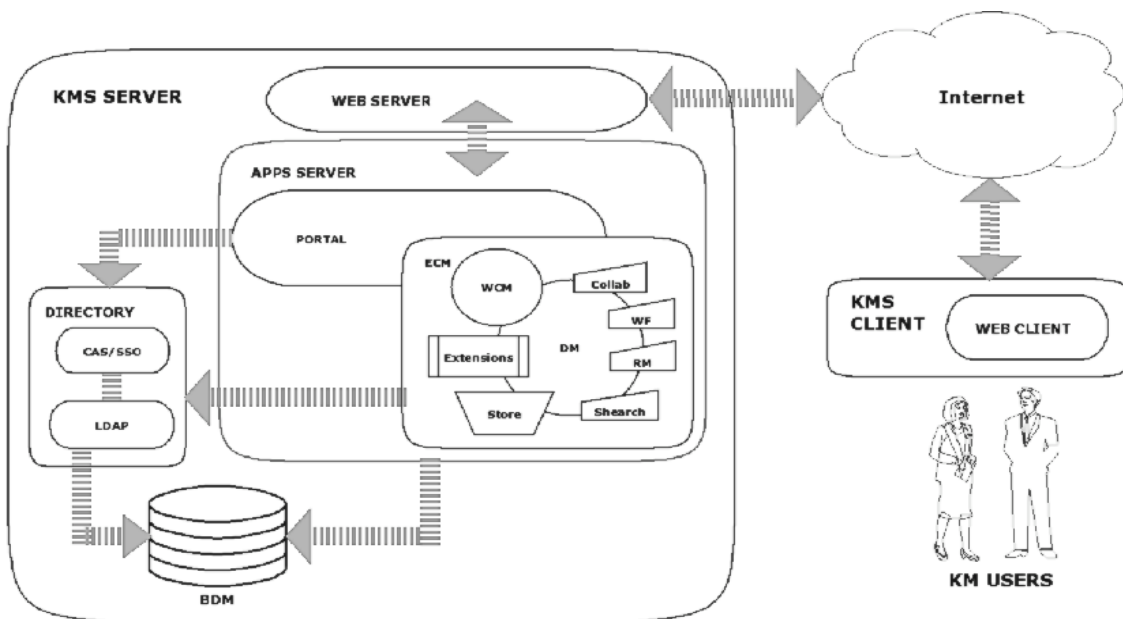 KMS SERVER
WEB SERVER
Internet
APPS SERVER
PORTAL
ECM
WCM
Collab
WF
DM
RM
Extensions
Store
Shearch
DIRECTORY
CAS/SSO
LDAP
BDM
KMS
CLIENT
WEB CLIENT
KM USERS